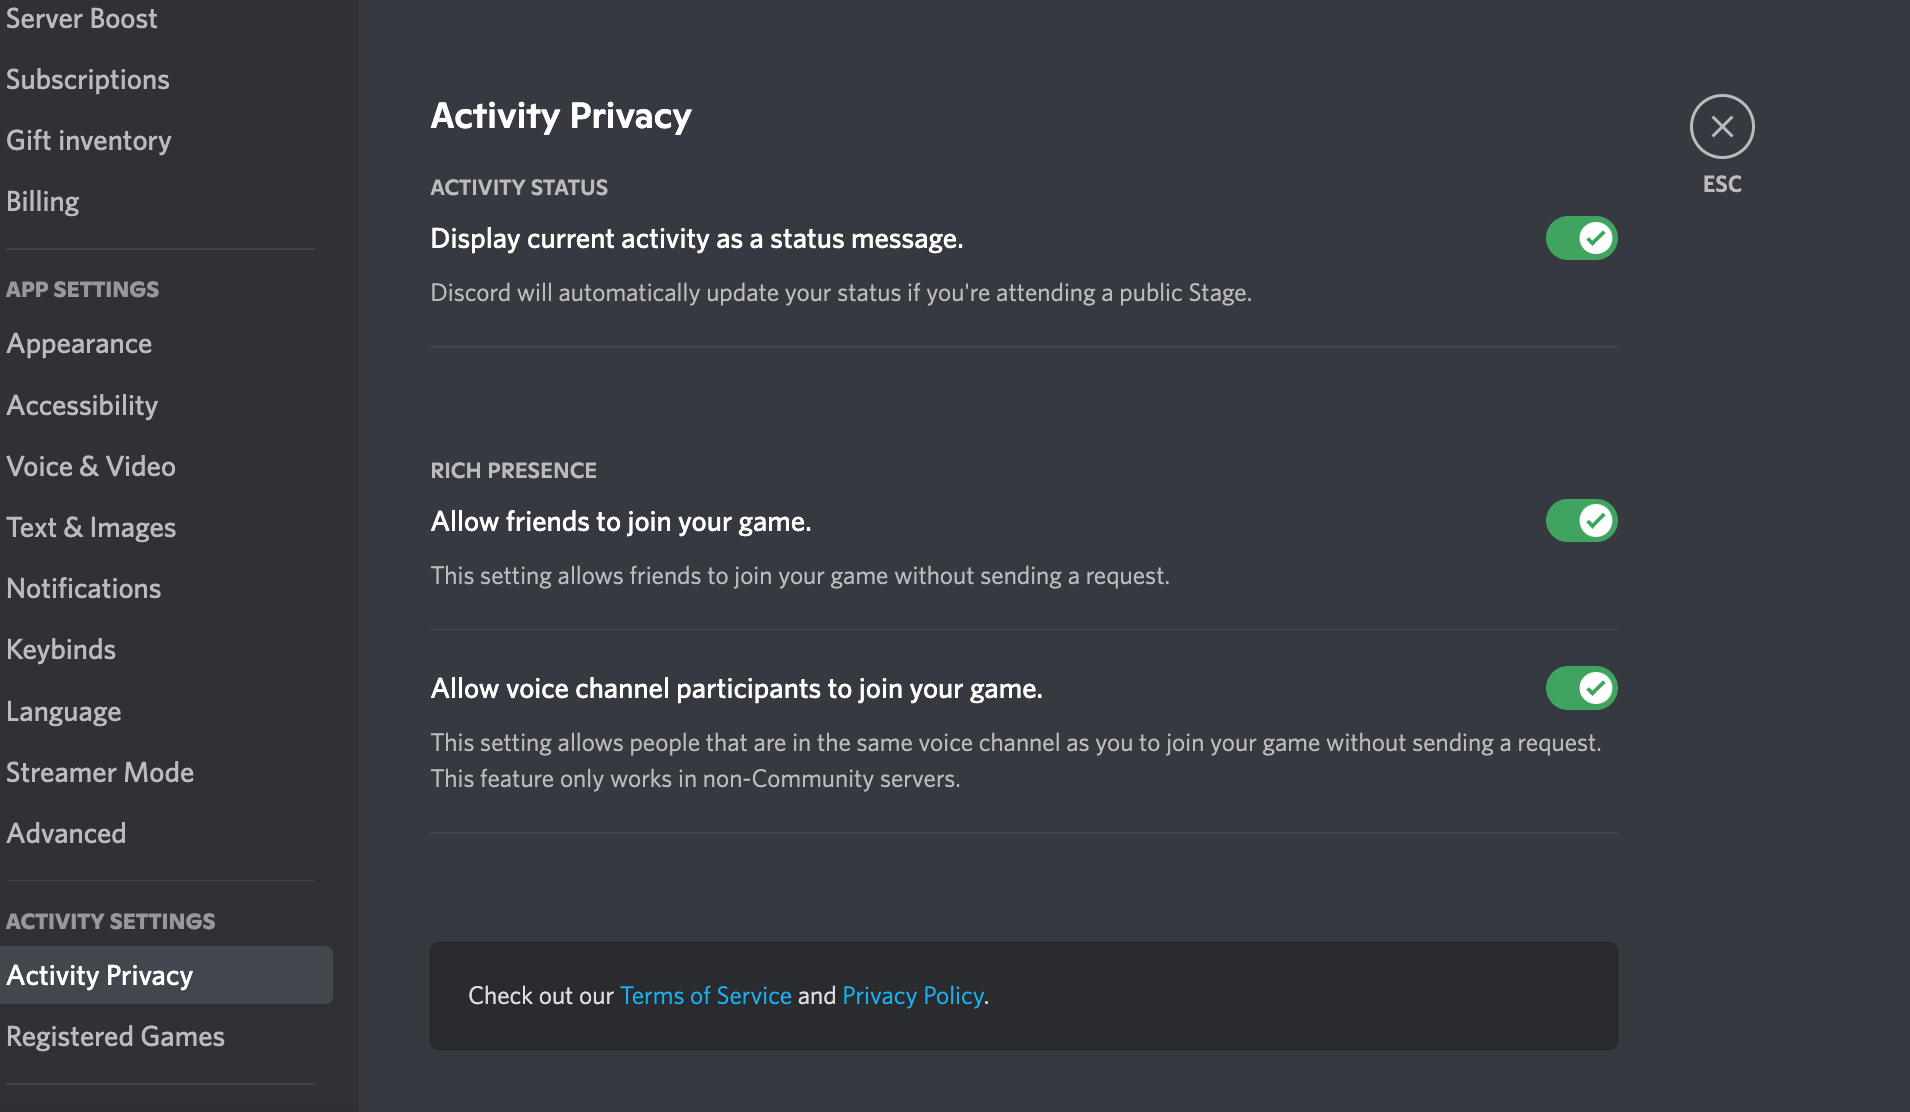 Server Boost
Subscriptions
Gift inventory
Billing
APP SETTINGS
Appearance
Accessibility
Voice & Video
Text & Images
Notifications
Keybinds
Language
Streamer Mode
Advanced
ACTIVITY SETTINGS
Activity Privacy
Registered Games
Activity Privacy
ACTIVITY STATUS
Display current activity as a status message.
Discord will automatically update your status if you're attending a public Stage.
RICH PRESENCE
Allow friends to join your game.
This setting allows friends to join your game without sending a request.
Allow voice channel participants to join your game.
This setting allows people that are in the same voice channel as you to join your game without sending a request.
This feature only works in non-Community servers.
Check out our Terms of Service and Privacy Policy.
ESC